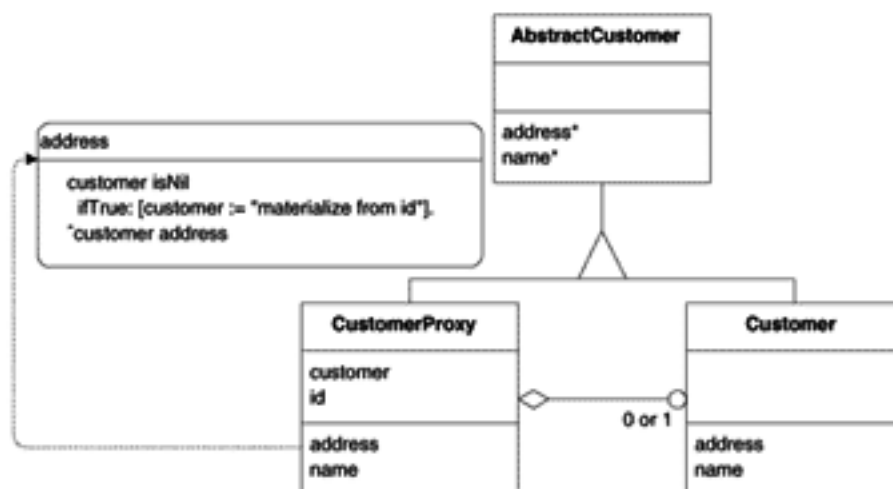 AbstractCustomer
address*
name*
address
customer isNil
ifTrue: [customer := "materialize from id"].
^customer address
CustomerProxy
customer
id
address
name
0 or 1
Customer
address
name